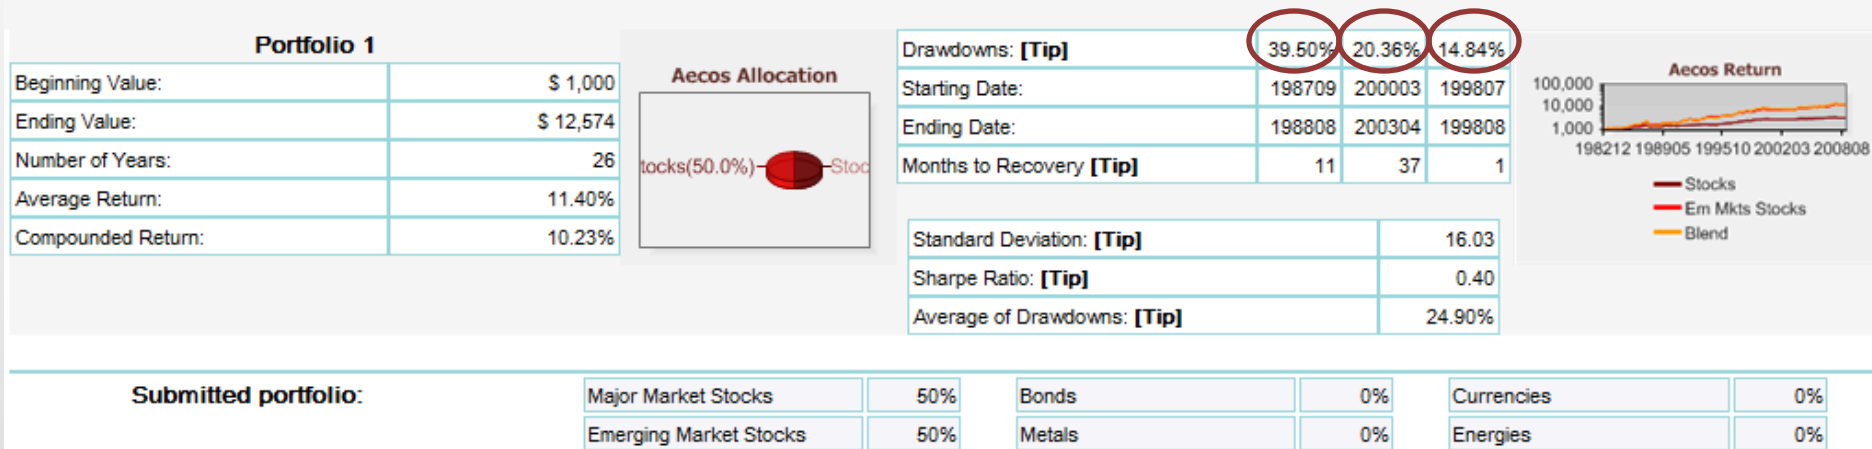 Portfolio 1
Beginning Value: $ 1,000
Ending Value: $ 12,574
Number of Years: 26
Average Return: 11.40%
Compounded Return: 10.23%
Aecos Allocation
tocks(50.0%) Stoc
Drawdowns: [Tip] 39.50% 20.36% 14.84%
Starting Date: 198709 200003 199807
Ending Date: 198808 200304 199808
Months to Recovery [Tip] 11 37 1
Standard Deviation: [Tip] 16.03
Sharpe Ratio: [Tip] 0.40
Average of Drawdowns: [Tip] 24.90%
Aecos Return
100,000
10,000
1,000
198212 198905 199510 200203 200808
Stocks
Em Mkts Stocks
Blend
Submitted portfolio:
Major Market Stocks 50% Bonds 0% Currencies 0%
Emerging Market Stocks 50% Metals 0% Energies 0%